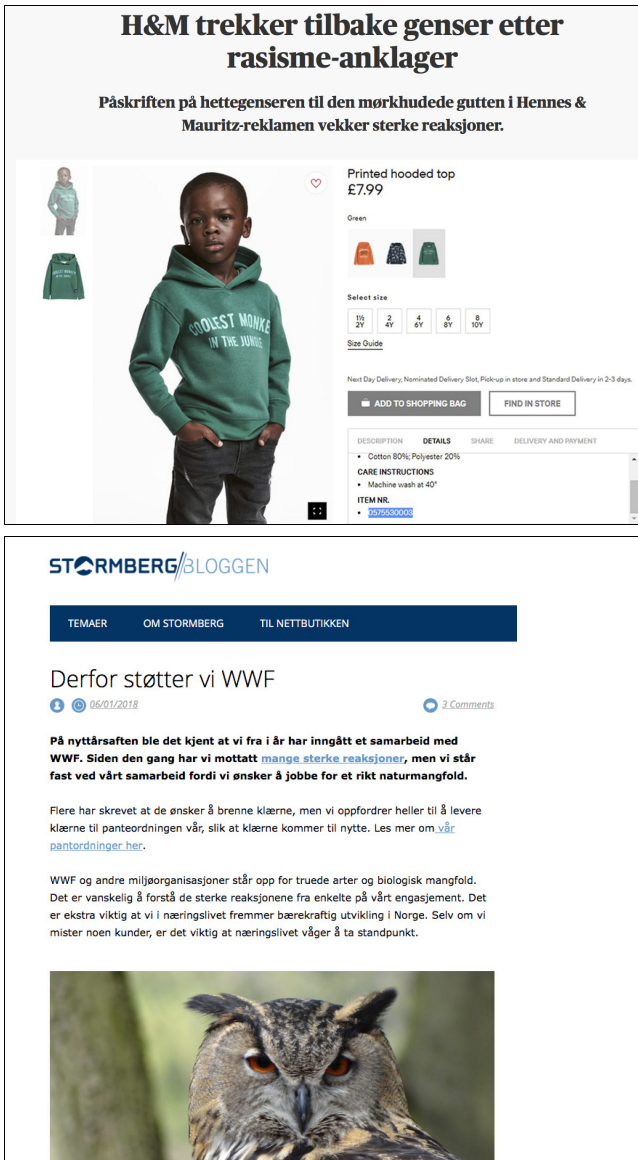 H&M trekker tilbake genser etter
rasisme-anklager
Påskriften på hettegenseren til den mørkhudede gutten i Hennes &
Mauritz-reklamen vekker sterke reaksjoner.
COOLEST MONKE
IN THE JUNGLE
COOLEST MONKEY
Printed hooded top
£7.99
Green
Select size
1½ 2 4 6 8
2Y 4Y 6Y 8Y 10Y
Size Guide
Next Day Delivery, Nominated Delivery Slot, Pick-up in store and Standard Delivery in 2-3 days.
ADD TO SHOPPING BAG FIND IN STORE
DESCRIPTION DETAILS SHARE DELIVERY AND PAYMENT
• Cotton 80%; Polyester 20%
CARE INSTRUCTIONS
• Machine wash at 40°
ITEM NR.
• 0575530003
STORMBERG//BLOGGEN
TEMAER OM STORMBERG TIL NETTBUTIKKEN
Derfor støtter vi WWF
06/01/2018 3 Comments
På nyttårsaften ble det kjent at vi fra i år har inngått et samarbeid med
WWF. Siden den gang har vi mottatt mange sterke reaksjoner, men vi står
fast ved vårt samarbeid fordi vi ønsker å jobbe for et rikt naturmangfold.
Flere har skrevet at de ønsker å brenne klærne, men vi oppfordrer heller til å levere
klærne til panteordningen vår, slik at klærne kommer til nytte. Les mer om vår
pantordninger her.
WWF og andre miljøorganisasjoner står opp for truede arter og biologisk mangfold.
Det er vanskelig å forstå de sterke reaksjonene fra enkelte på vårt engasjement. Det
er ekstra viktig at vi i næringslivet fremmer bærekraftig utvikling i Norge. Selv om vi
mister noen kunder, er det viktig at næringslivet våger å ta standpunkt.